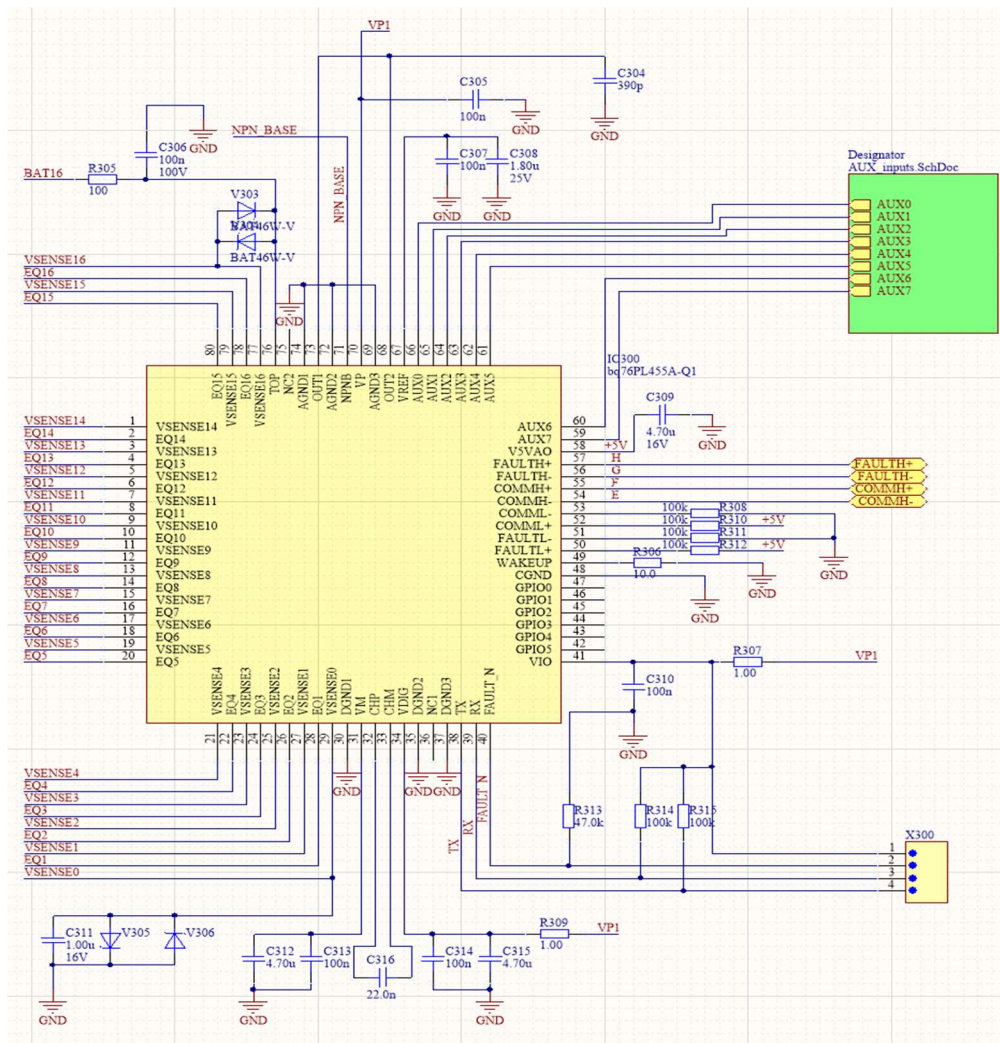 VP1
C304
390p
GND
C305
100n
GND
C306
100n
100V
GND
NPN_BASE
NPN_BASE
C307
100n
C308
1.80u
25V
GND
GND
BAT16
R305
100
V303
BAT46W-V
BAT46W-V
VSENSE16
EQ16
VSENSE15
EQ15
GND
Designator
AUX_inputs.SchDoc
AUX0
AUX1
AUX2
AUX3
AUX4
AUX5
AUX6
AUX7
80 79 78 77 76 75 74 73 72 71 70 69 68 67 66 65 64 63 62 61
EQ15 VSENSE15 EQ16 VSENSE16 TOP NC2 AGND1 OUT1 AGND2 NPNB VP AGND3 OUT2 VREF AUX0 AUX1 AUX2 AUX3 AUX4 AUX5
IC300
bq76PL455A-Q1
C309
4.70u
16V
GND
VSENSE14 1 VSENSE14
EQ14 2 EQ14
VSENSE13 3 VSENSE13
EQ13 4 EQ13
VSENSE12 5 VSENSE12
EQ12 6 EQ12
VSENSE11 7 VSENSE11
EQ11 8 EQ11
VSENSE10 9 VSENSE10
EQ10 10 EQ10
VSENSE9 11 VSENSE9
EQ9 12 EQ9
VSENSE8 13 VSENSE8
EQ8 14 EQ8
VSENSE7 15 VSENSE7
EQ7 16 EQ7
VSENSE6 17 VSENSE6
EQ6 18 EQ6
VSENSE5 19 VSENSE5
EQ5 20 EQ5
AUX6 60
AUX7 59
V5VAO 58 +5V
FAULTH+ 57 H FAULTH+
FAULTH- 56 G FAULTH-
COMMH+ 55 F COMMH+
COMMH- 54 E COMMH-
COMML- 53 100k R308
COMML+ 52 100k R310 +5V
FAULTL- 51 100k R311
FAULTL+ 50 100k R312 +5V
WAKEUP 49 R306
CGND 48 10.0
GPIO0 47
GPIO1 46
GPIO2 45
GPIO3 44
GPIO4 43
GPIO5 42
VIO 41
GND
GND
GND
R307
1.00
VP1
C310
100n
GND
VSENSE4 EQ4 VSENSE3 EQ3 VSENSE2 EQ2 VSENSE1 EQ1 VSENSE0 DGND1 VM CHP CHM VDIG DGND2 NC1 DGND3 TX RX FAULT_N
21 22 23 24 25 26 27 28 29 30 31 32 33 34 35 36 37 38 39 40
GND
GND
GND
TX
RX
FAULT_N
VSENSE4
EQ4
VSENSE3
EQ3
VSENSE2
EQ2
VSENSE1
EQ1
VSENSE0
R313
47.0k
R314
100k
R315
100k
X300
1
2
3
4
C311
1.00u
16V
V305
V306
GND
C312
4.70u
C313
100n
GND
C316
22.0n
C314
100n
C315
4.70u
GND
R309
1.00
VP1